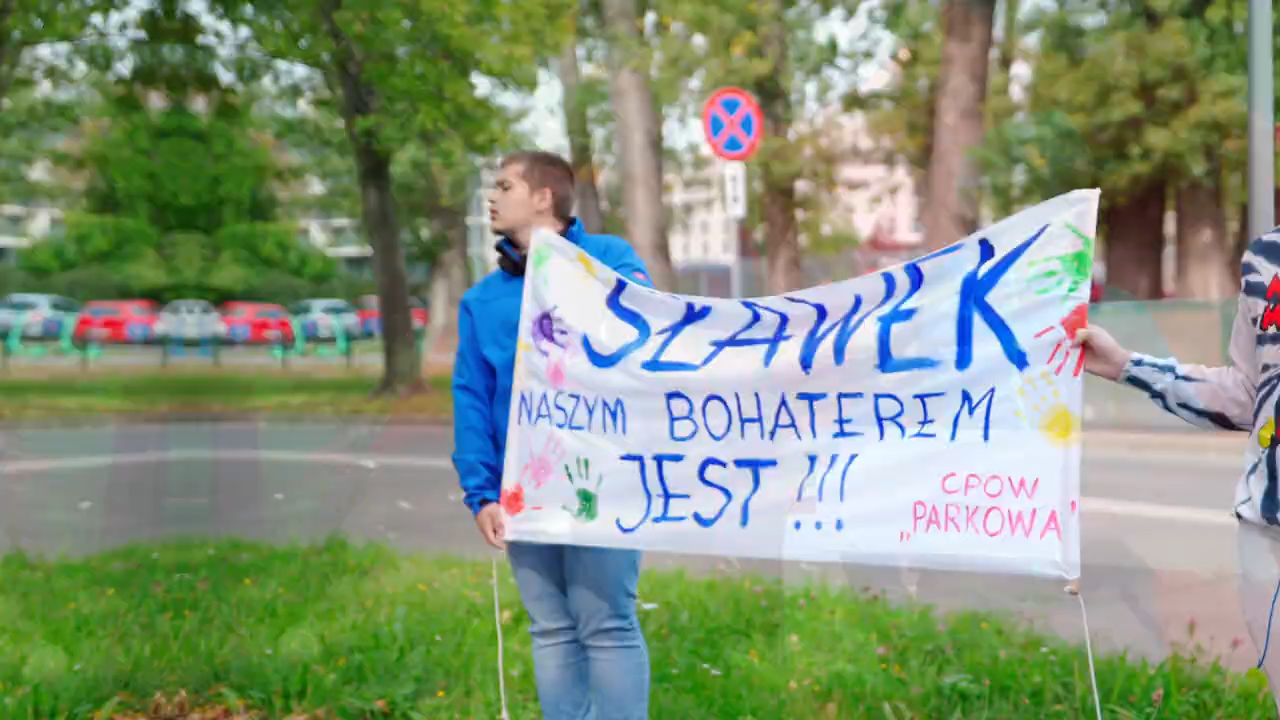 SŁAWEK
NASZYM BOHATEREM
JEST !!!
CPOW
„PARKOWA"